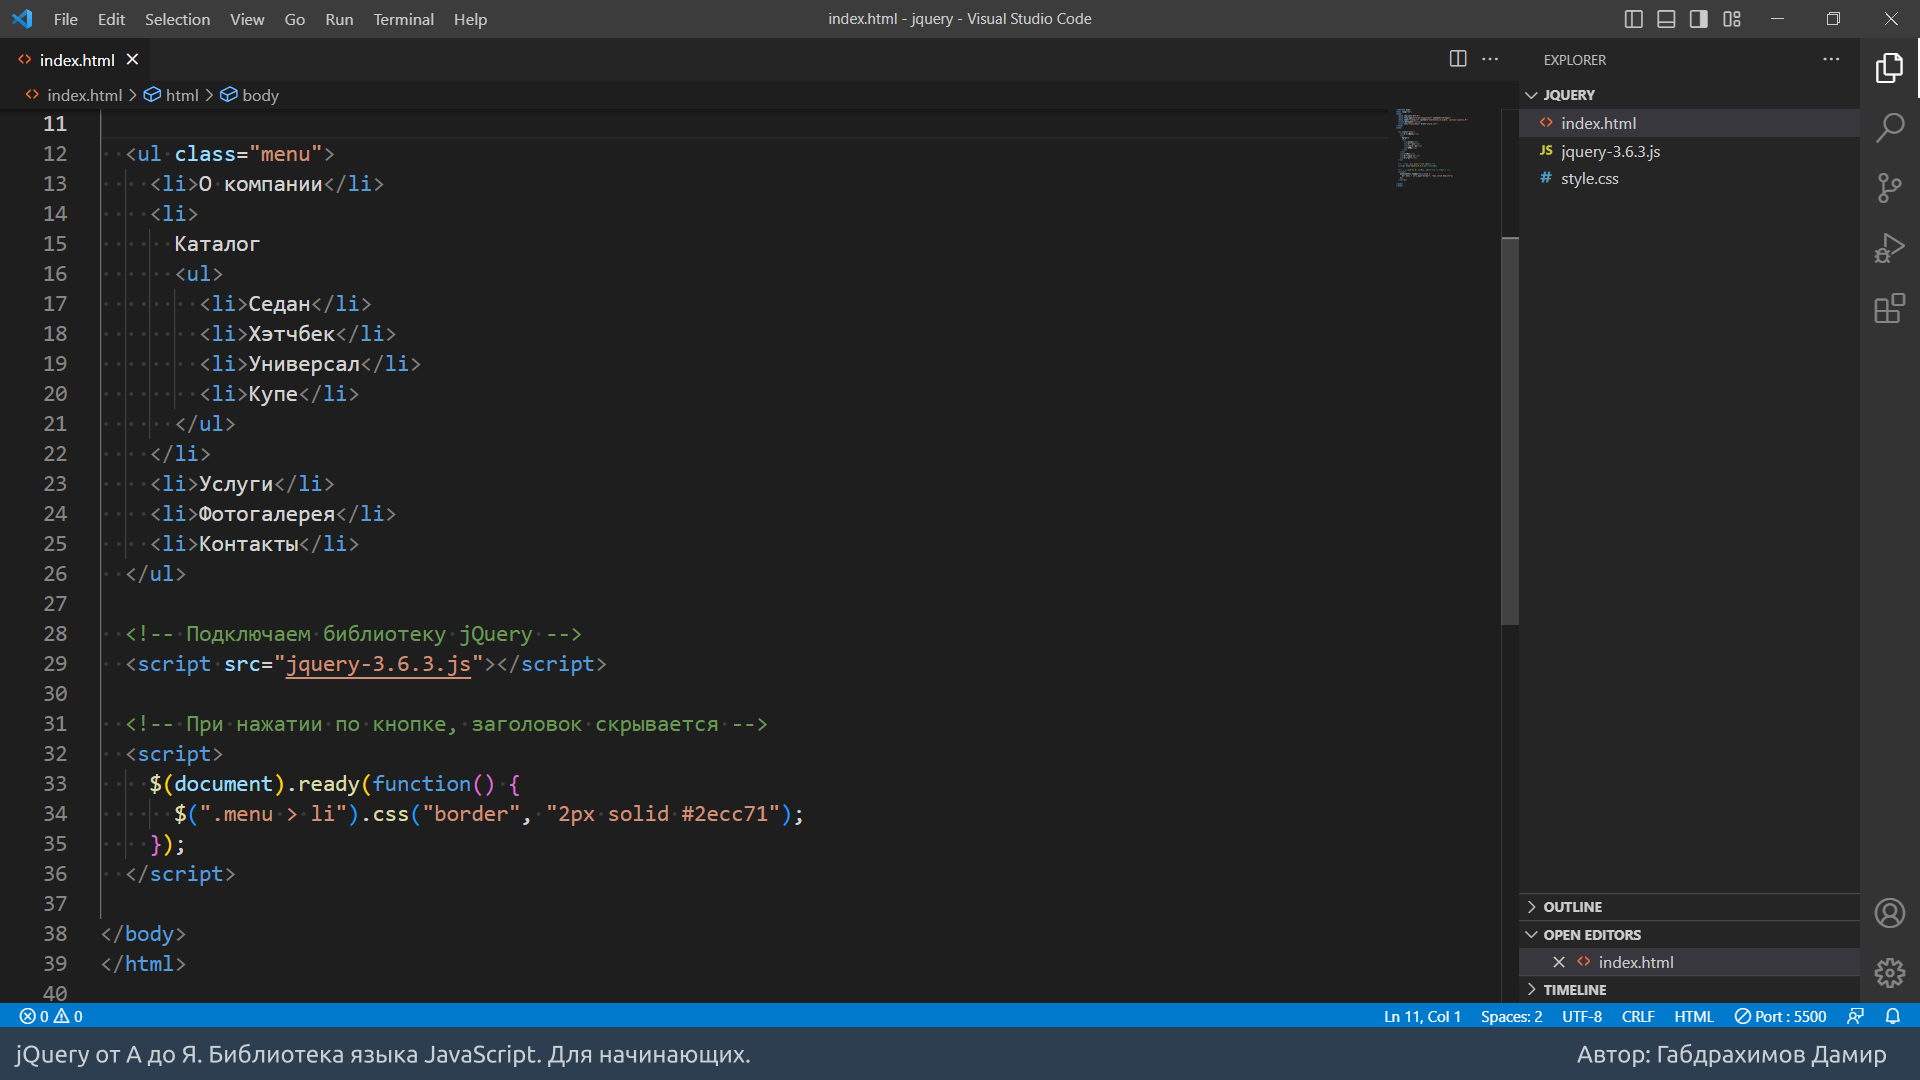 File Edit Selection View Go Run Terminal Help
index.html - jquery - Visual Studio Code
index.html
index.html > html > body
11
12 <ul class="menu">
13 <li>О компании</li>
14 <li>
15 Каталог
16 <ul>
17 <li>Седан</li>
18 <li>Хэтчбек</li>
19 <li>Универсал</li>
20 <li>Купе</li>
21 </ul>
22 </li>
23 <li>Услуги</li>
24 <li>Фотогалерея</li>
25 <li>Контакты</li>
26 </ul>
27
28 <!-- Подключаем библиотеку jQuery -->
29 <script src="jquery-3.6.3.js"></script>
30
31 <!-- При нажатии по кнопке, заголовок скрывается -->
32 <script>
33 $(document).ready(function() {
34 $(".menu > li").css("border", "2px solid #2ecc71");
35 });
36 </script>
37
38 </body>
39 </html>
40
EXPLORER
JQUERY
index.html
JS jquery-3.6.3.js
# style.css
OUTLINE
OPEN EDITORS
index.html
TIMELINE
0 0
Ln 11, Col 1 Spaces: 2 UTF-8 CRLF HTML Port : 5500
jQuery от А до Я. Библиотека языка JavaScript. Для начинающих.
Автор: Габдрахимов Дамир